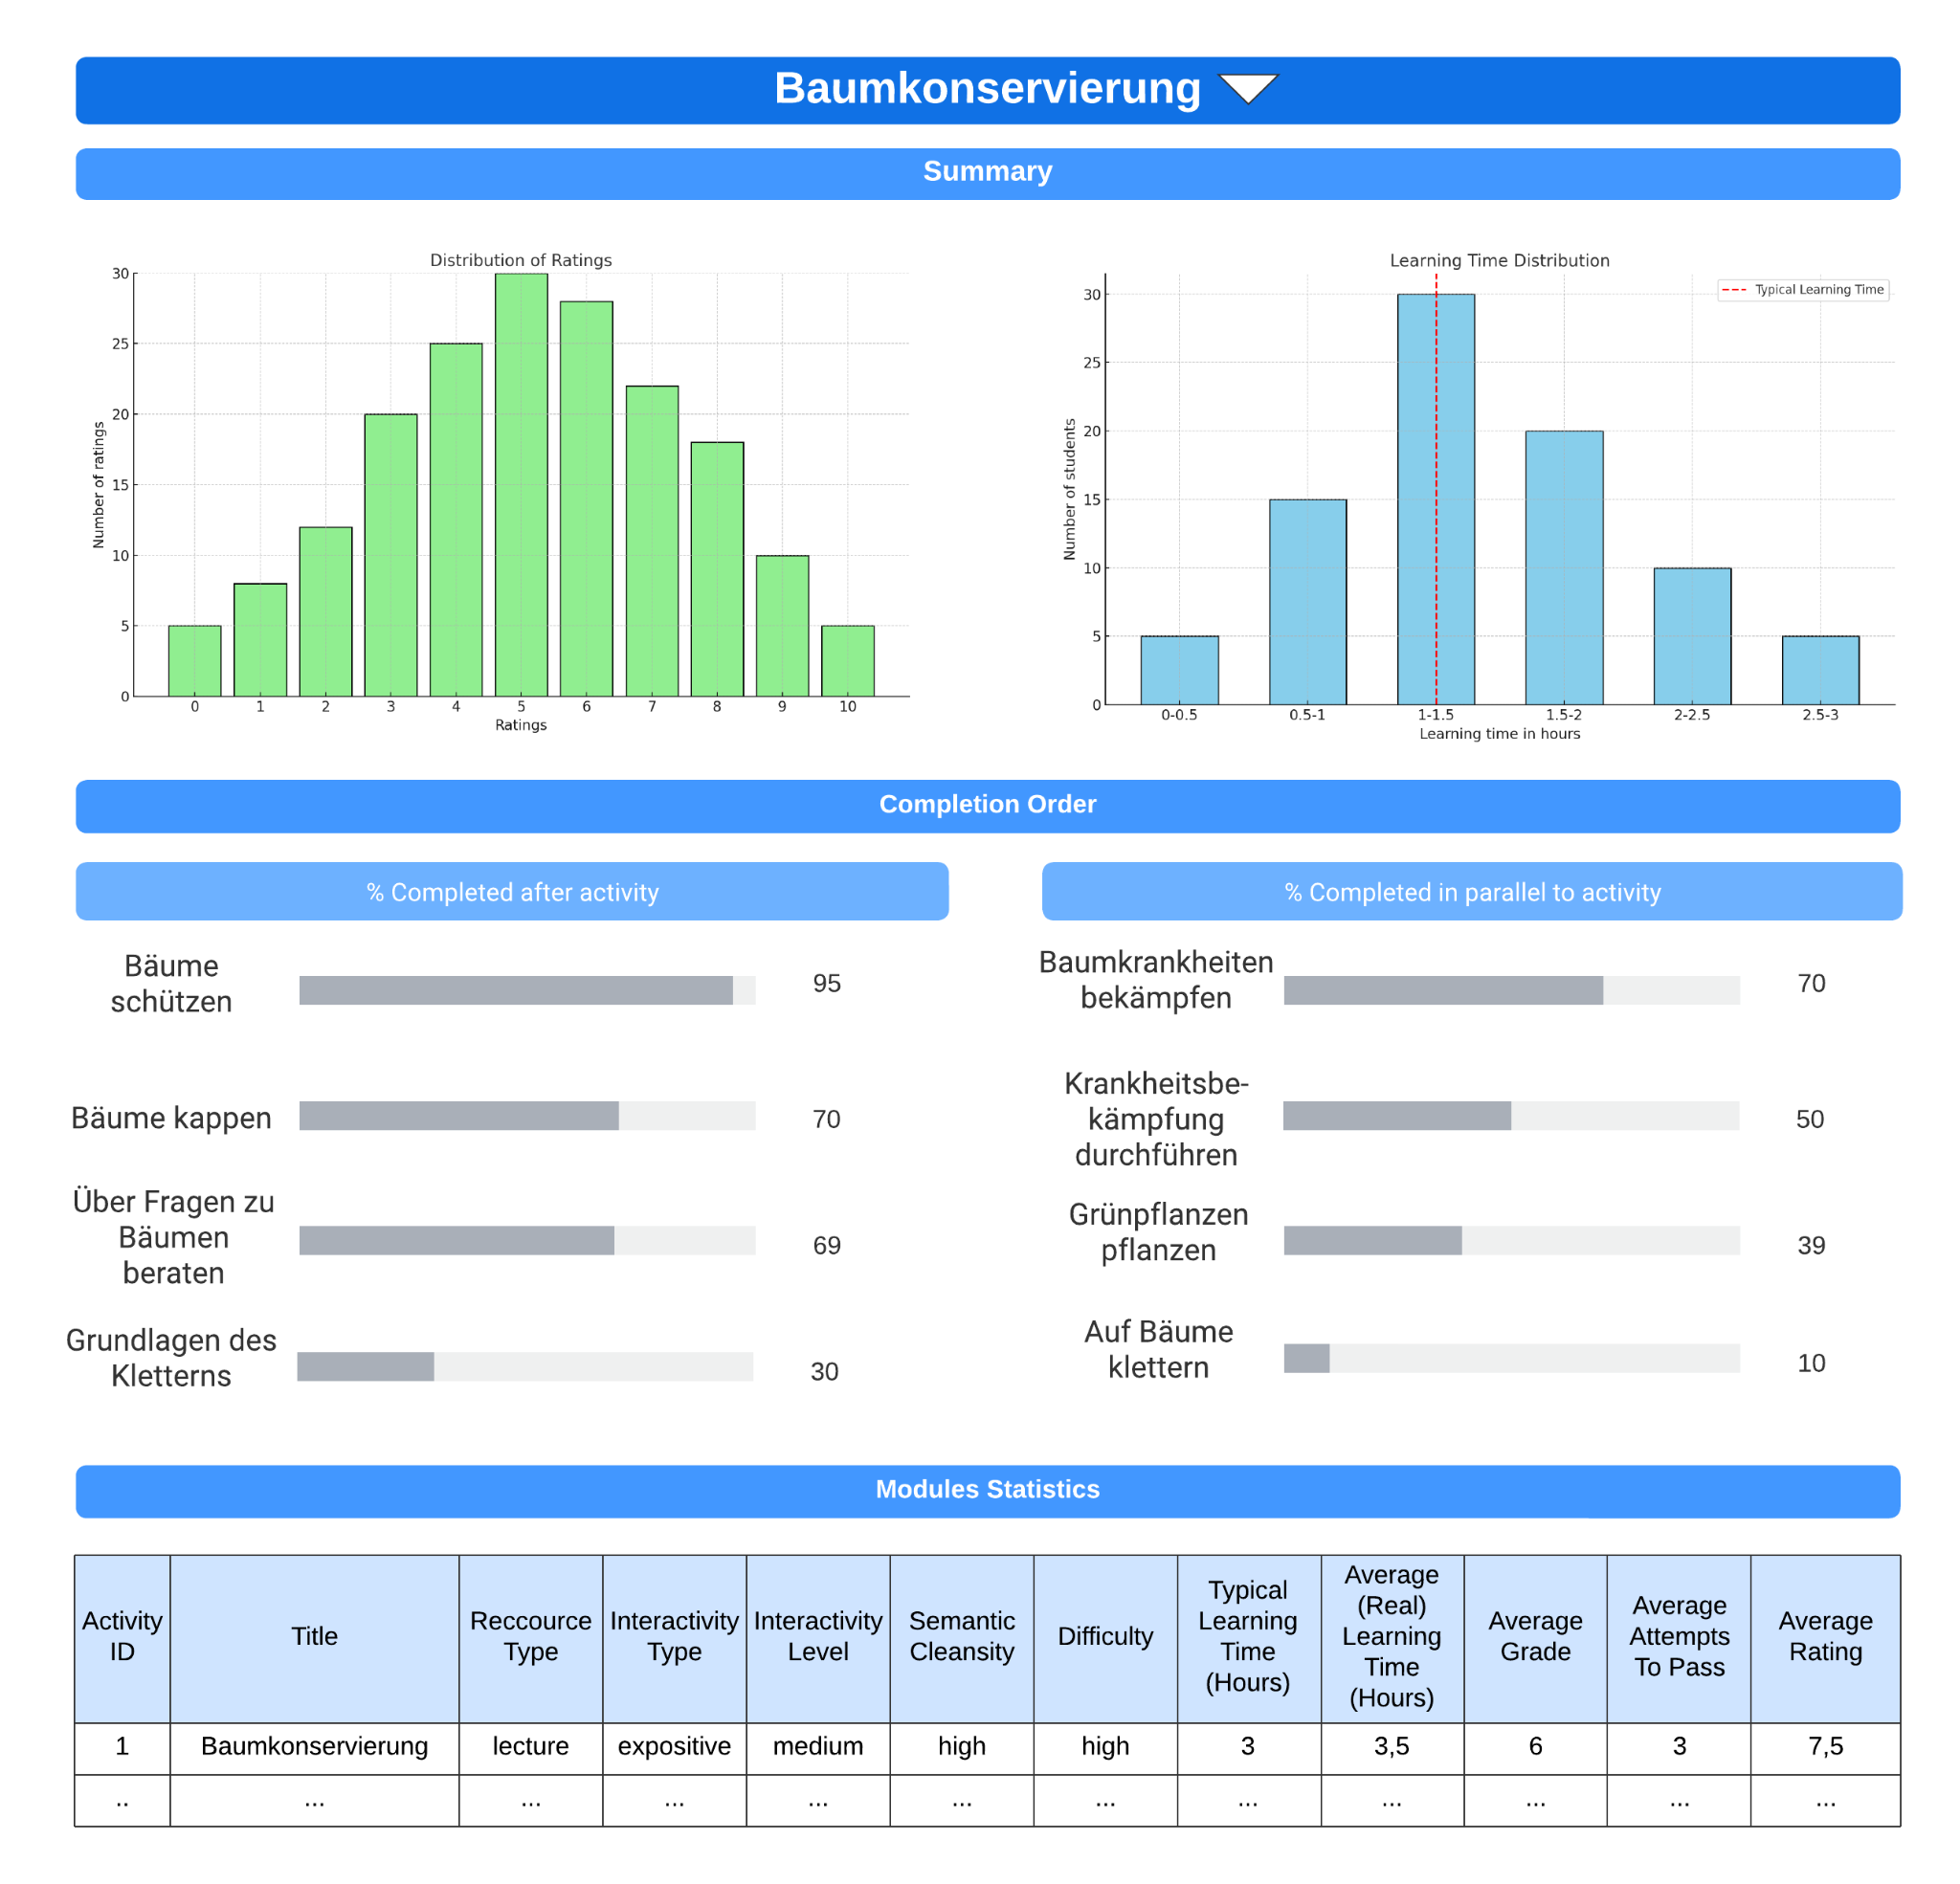 Baumkonservierung
Summary
Distribution of Ratings
30
25
20
15
10
5
0
Number of ratings
0 1 2 3 4 5 6 7 8 9 10
Ratings
Learning Time Distribution
Typical Learning Time
30
25
20
15
10
5
0
Number of students
0-0.5 0.5-1 1-1.5 1.5-2 2-2.5 2.5-3
Learning time in hours
Completion Order
% Completed after activity
Bäume
schützen
95
Bäume kappen
70
Über Fragen zu
Bäumen
beraten
69
Grundlagen des
Kletterns
30
% Completed in parallel to activity
Baumkrankheiten
bekämpfen
70
Krankheitsbe-
kämpfung
durchführen
50
Grünpflanzen
pflanzen
39
Auf Bäume
klettern
10
Modules Statistics
Activity
ID
Title
Reccource
Type
Interactivity
Type
Interactivity
Level
Semantic
Cleansity
Difficulty
Typical
Learning
Time
(Hours)
Average
(Real)
Learning
Time
(Hours)
Average
Grade
Average
Attempts
To Pass
Average
Rating
1 Baumkonservierung lecture expositive medium high high 3 3,5 6 3 7,5
.. ... ... ... ... ... ... ... ... ... ... ...